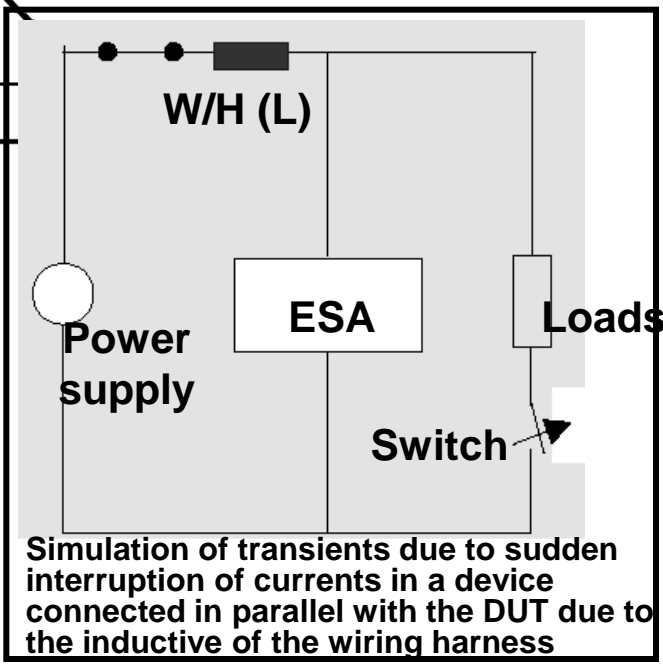 W/H (L)
ESA
Loads
Power
supply
Switch
Simulation of transients due to sudden
interruption of currents in a device
connected in parallel with the DUT due to
the inductive of the wiring harness